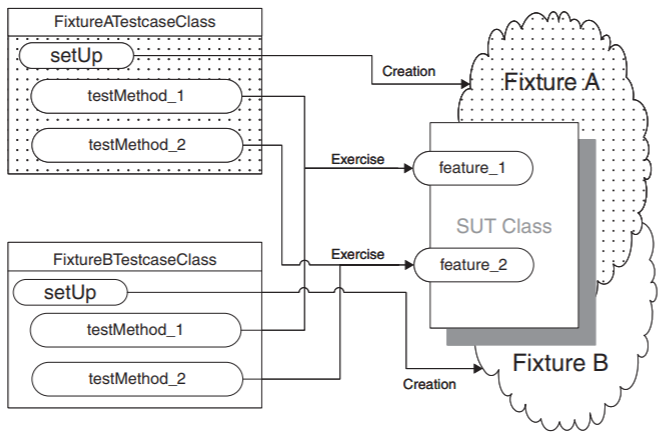 FixtureATestcaseClass
setUp
testMethod_1
testMethod_2
Creation
Fixture A
Exercise
feature_1
SUT Class
Exercise
feature_2
FixtureBTestcaseClass
setUp
testMethod_1
testMethod_2
Creation
Fixture B